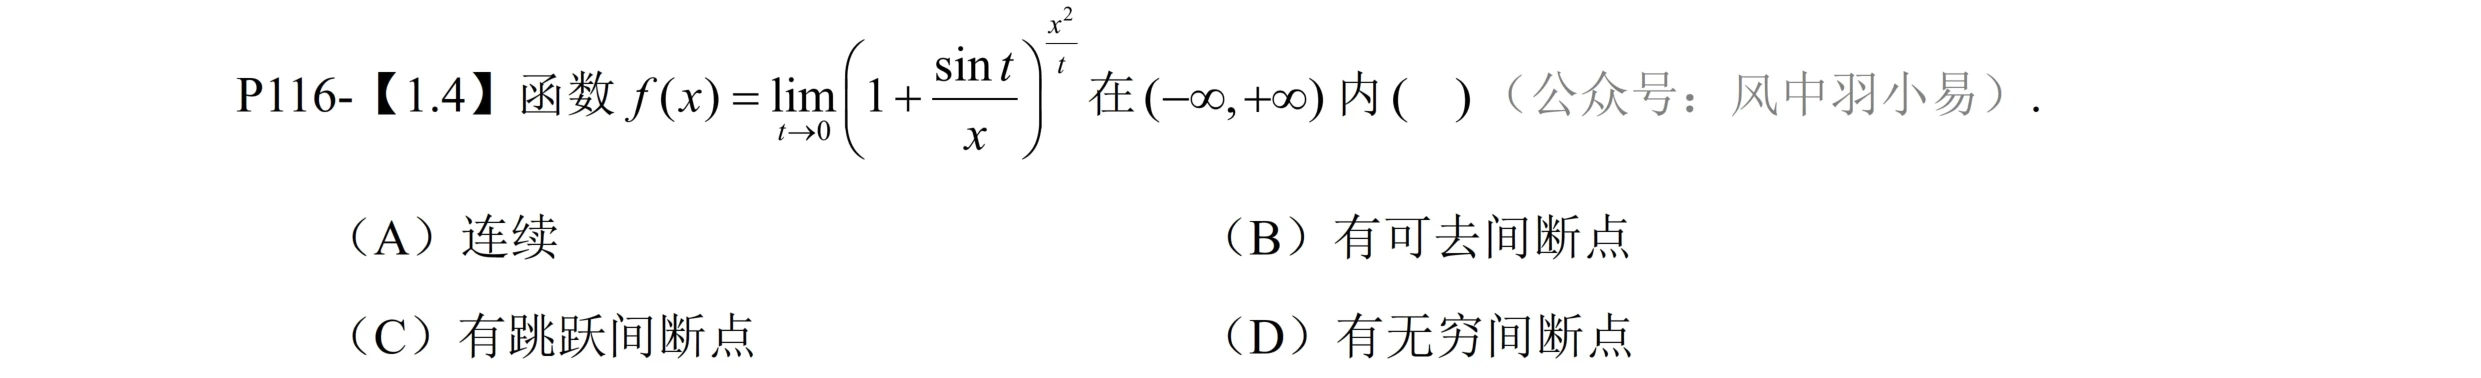 P116-【1.4】函数 $f(x)=\lim_{t\to 0}\left(1+\frac{\sin t}{x}\right)^{\frac{x^2}{t}}$ 在$(-\infty,+\infty)$内(  )（公众号：风中羽小易）.
（A）连续 （B）有可去间断点
（C）有跳跃间断点 （D）有无穷间断点